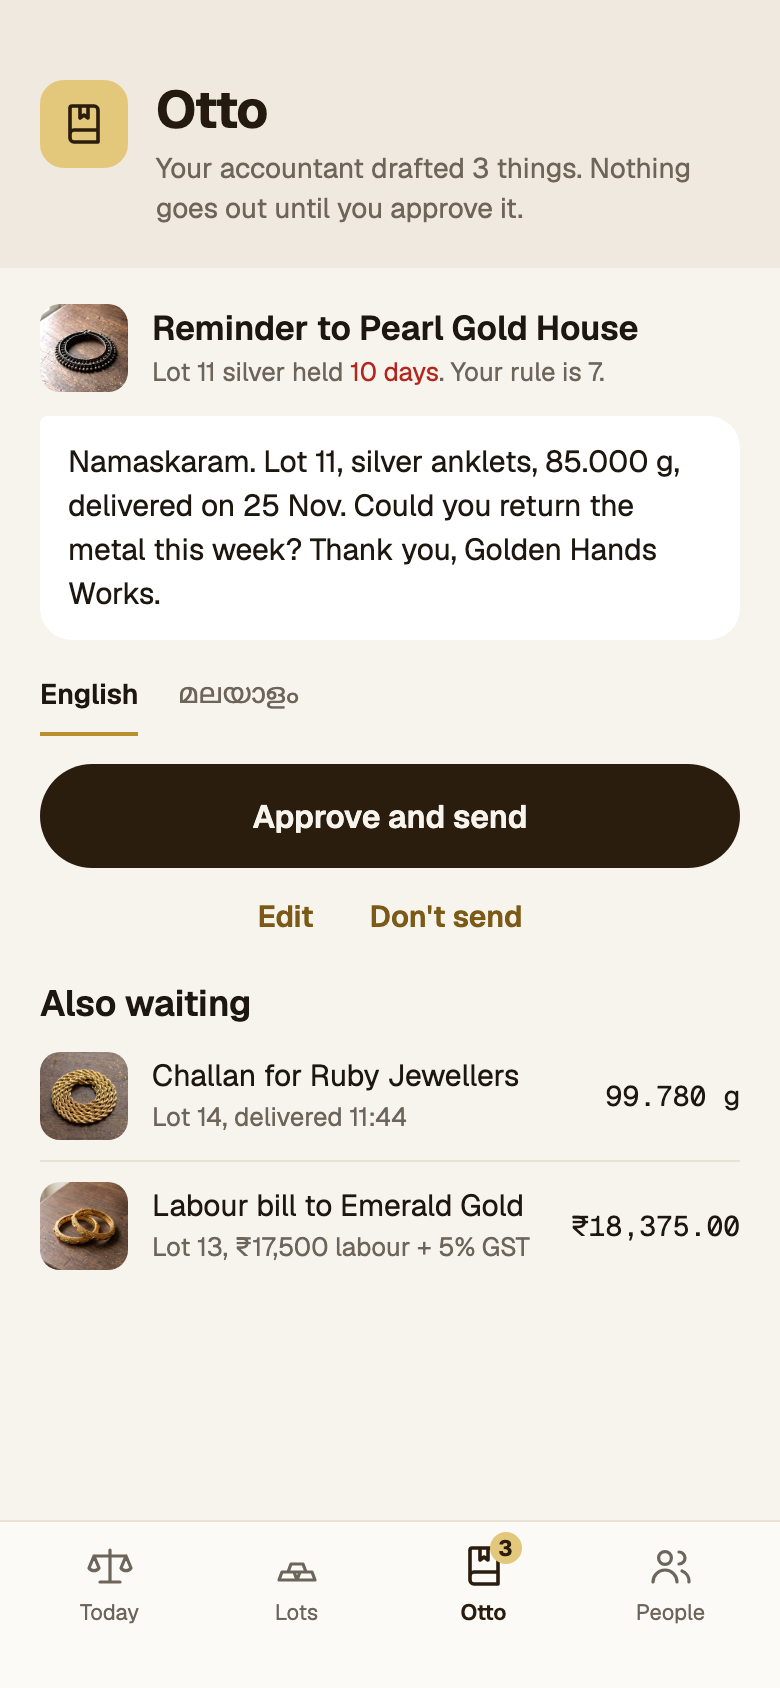 Otto
Your accountant drafted 3 things. Nothing
goes out until you approve it.
Reminder to Pearl Gold House
Lot 11 silver held 10 days. Your rule is 7.
Namaskaram. Lot 11, silver anklets, 85.000 g,
delivered on 25 Nov. Could you return the
metal this week? Thank you, Golden Hands
Works.
English മലയാളം
Approve and send
Edit Don't send
Also waiting
Challan for Ruby Jewellers
99.780 g
Lot 14, delivered 11:44
Labour bill to Emerald Gold
₹18,375.00
Lot 13, ₹17,500 labour + 5% GST
3
Today Lots Otto People